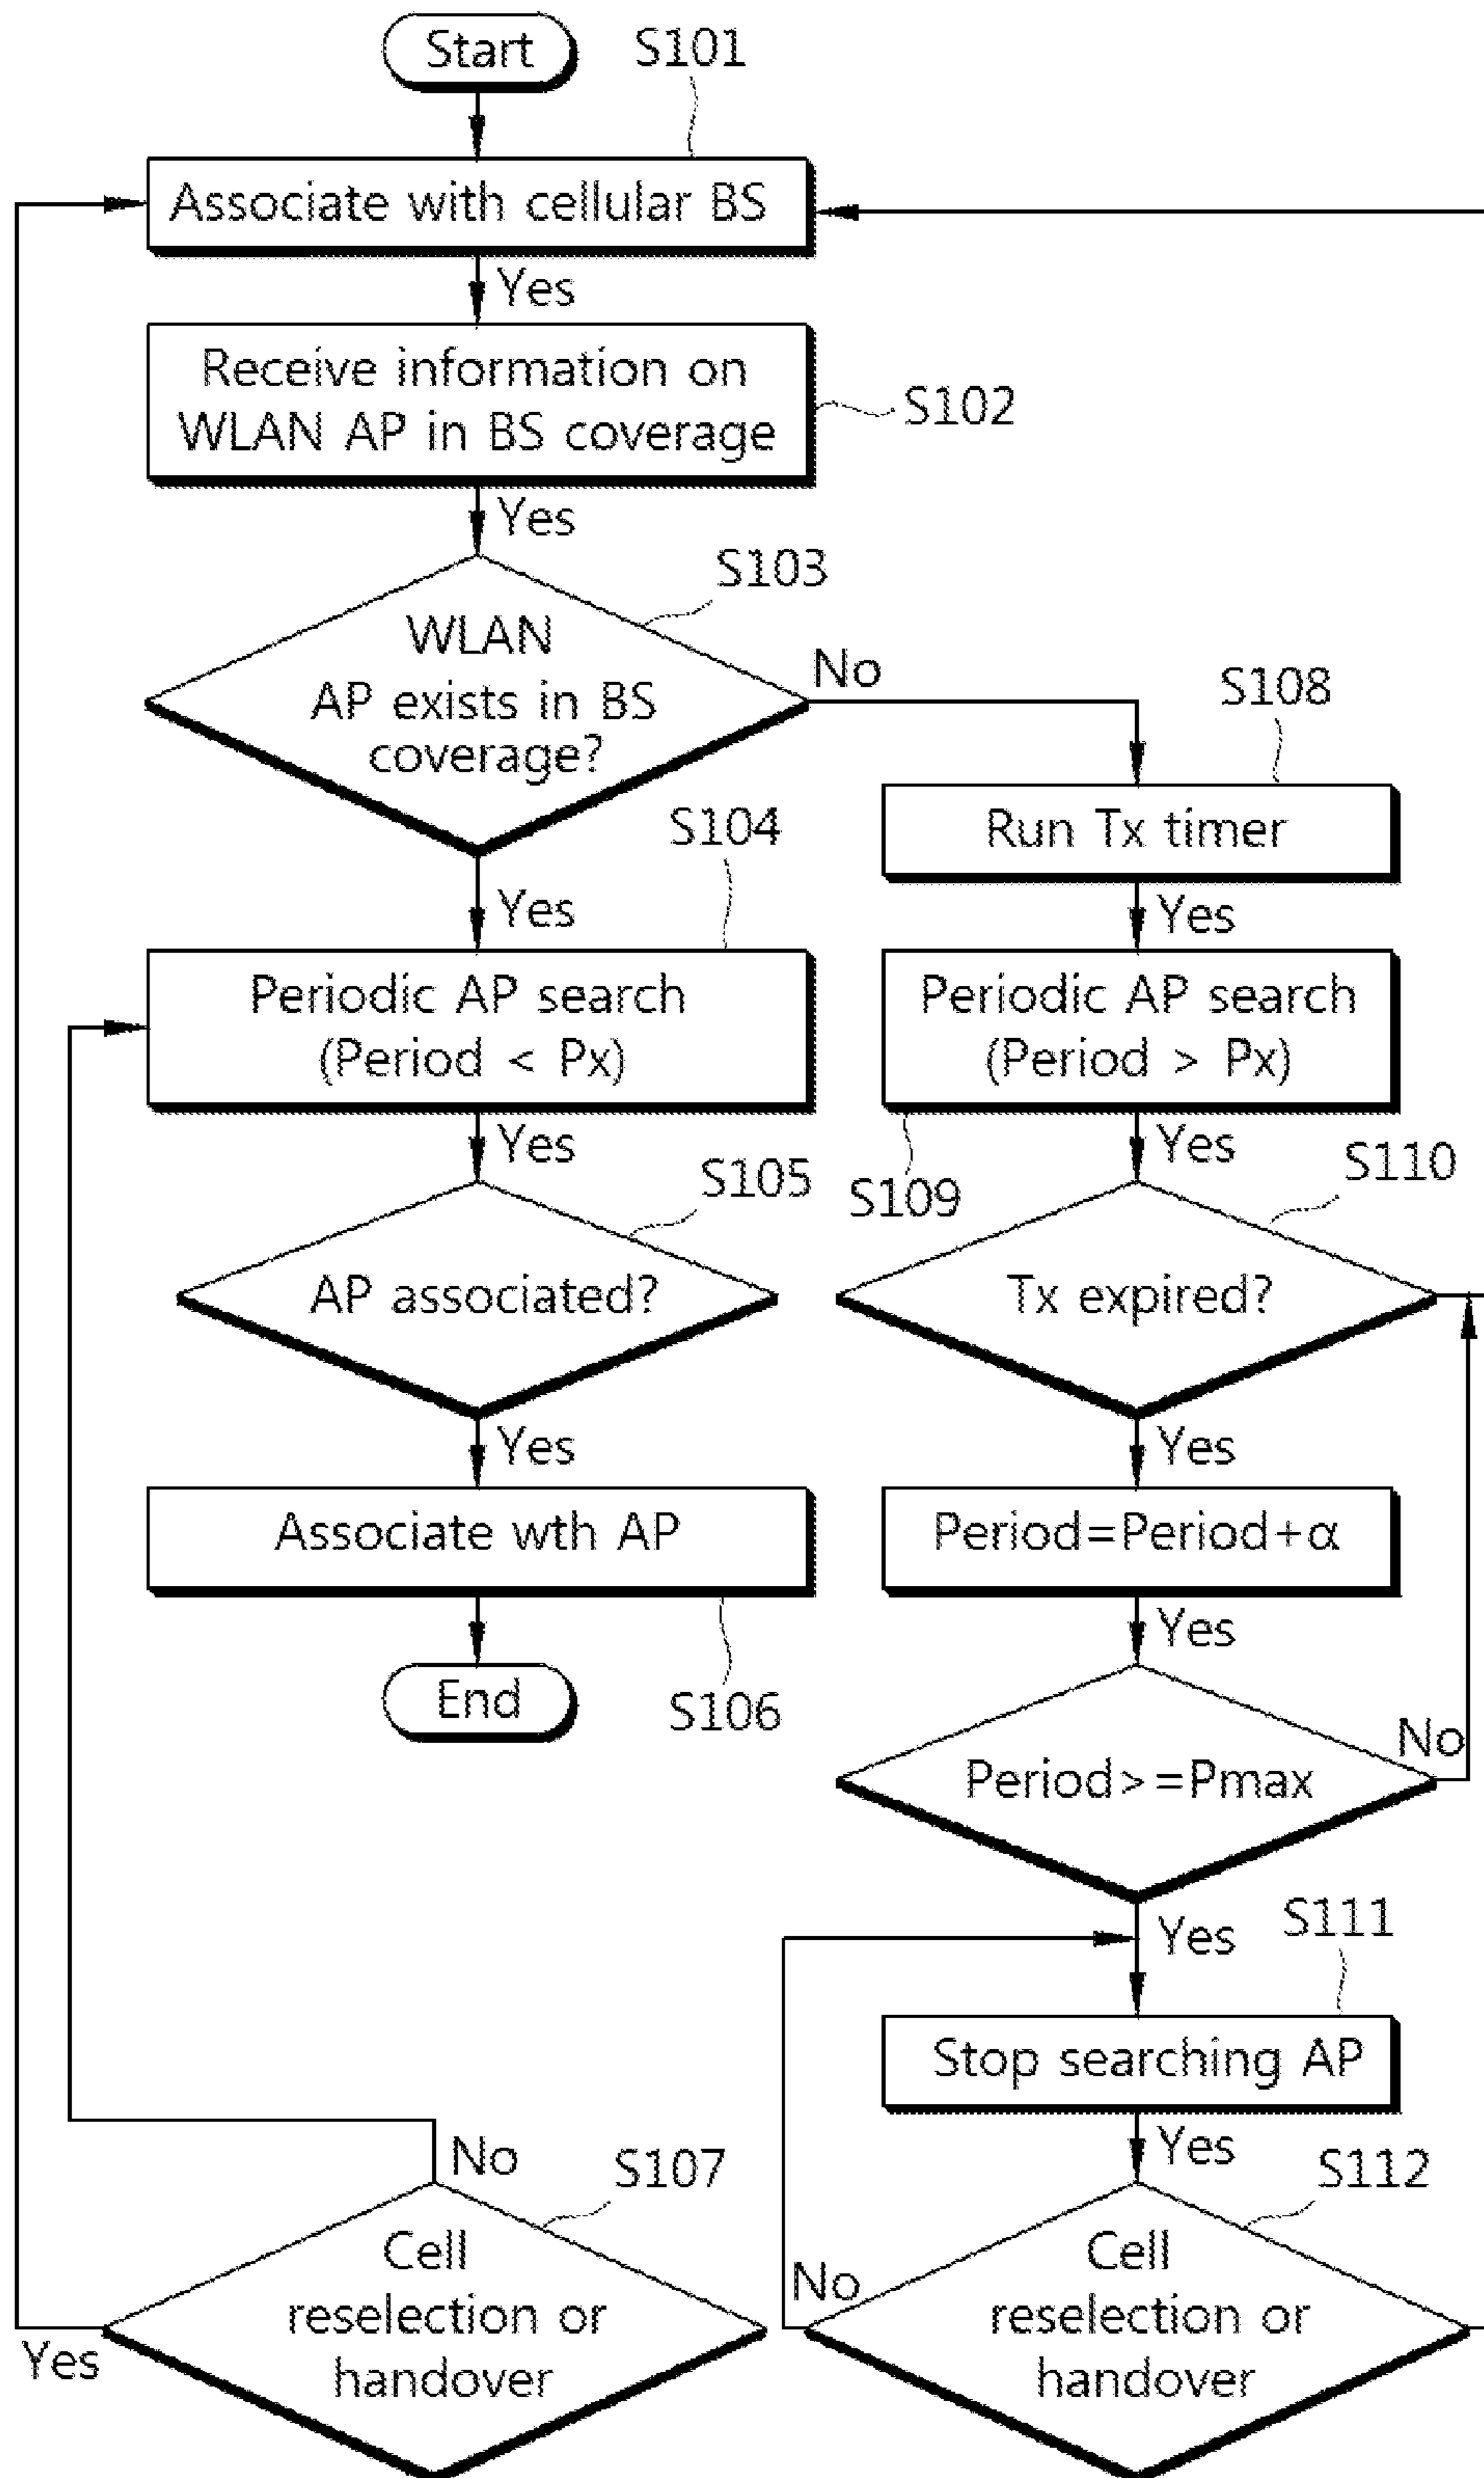 Start
S101
Associate with cellular BS
Yes
Receive information on
WLAN AP in BS coverage
S102
Yes
S103
WLAN
AP exists in BS
coverage?
No
S108
Run Tx timer
S104
Yes
Yes
Periodic AP search
(Period < Px)
Periodic AP search
(Period > Px)
Yes
Yes
S105
S109
S110
AP associated?
Tx expired?
Yes
Yes
Associate wth AP
Period=Period+α
Yes
End
S106
No
Period>=Pmax
Yes
S111
Stop searching AP
Yes
No
S107
S112
Cell
reselection or
handover
Yes
No
Cell
reselection or
handover